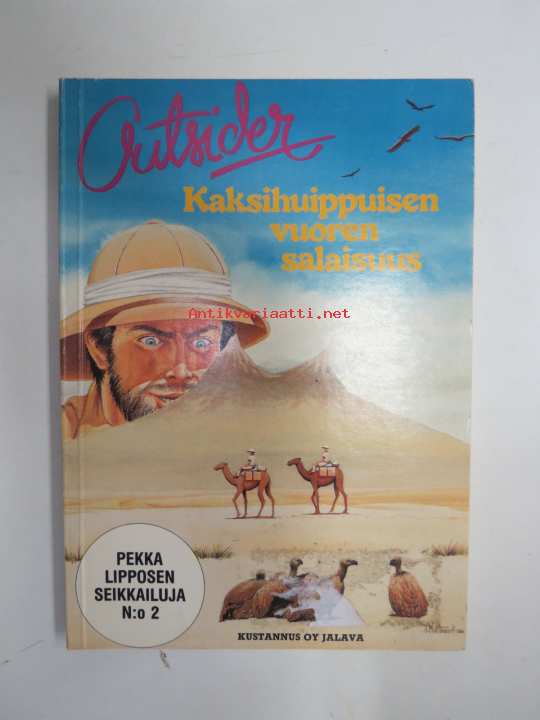 Outsider
Kaksihuippuisen
vuoren
salaisuus
Antikvariaatti.net
PEKKA
LIPPOSEN
SEIKKAILUJA
N:o 2
KUSTANNUS OY JALAVA